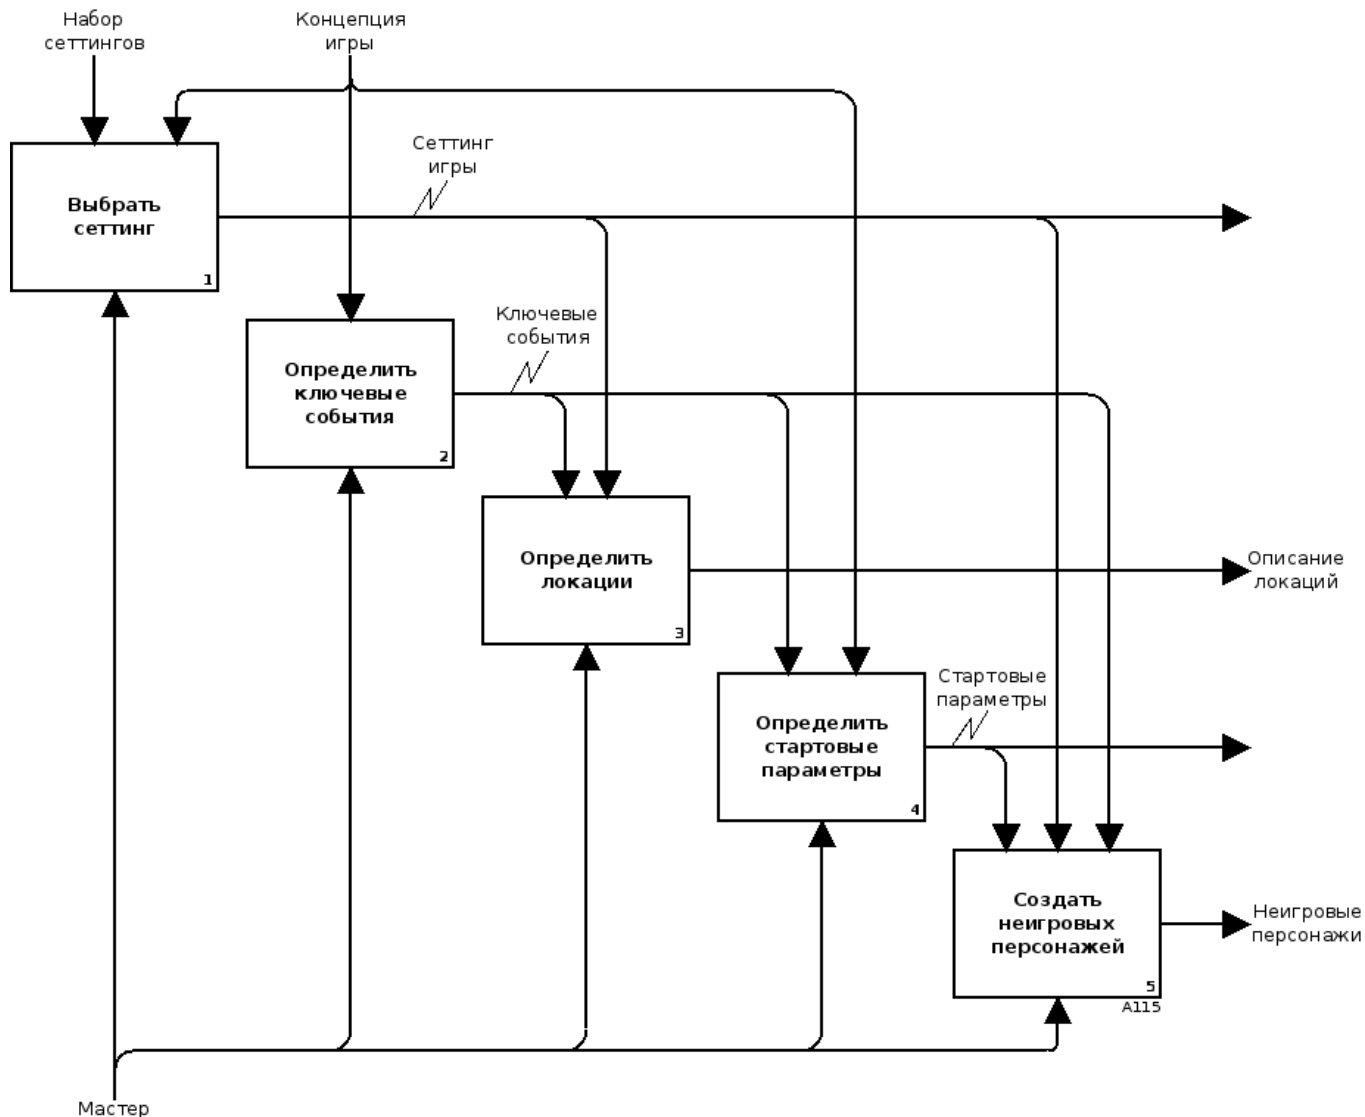 Набор
сеттингов
Концепция
игры
Сеттинг
игры
Выбрать
сеттинг
1
Ключевые
события
Определить
ключевые
события
2
Определить
локации
3
Описание
локаций
Стартовые
параметры
Определить
стартовые
параметры
4
Создать
неигровых
персонажей
5
A115
Неигровые
персонажи
Мастер